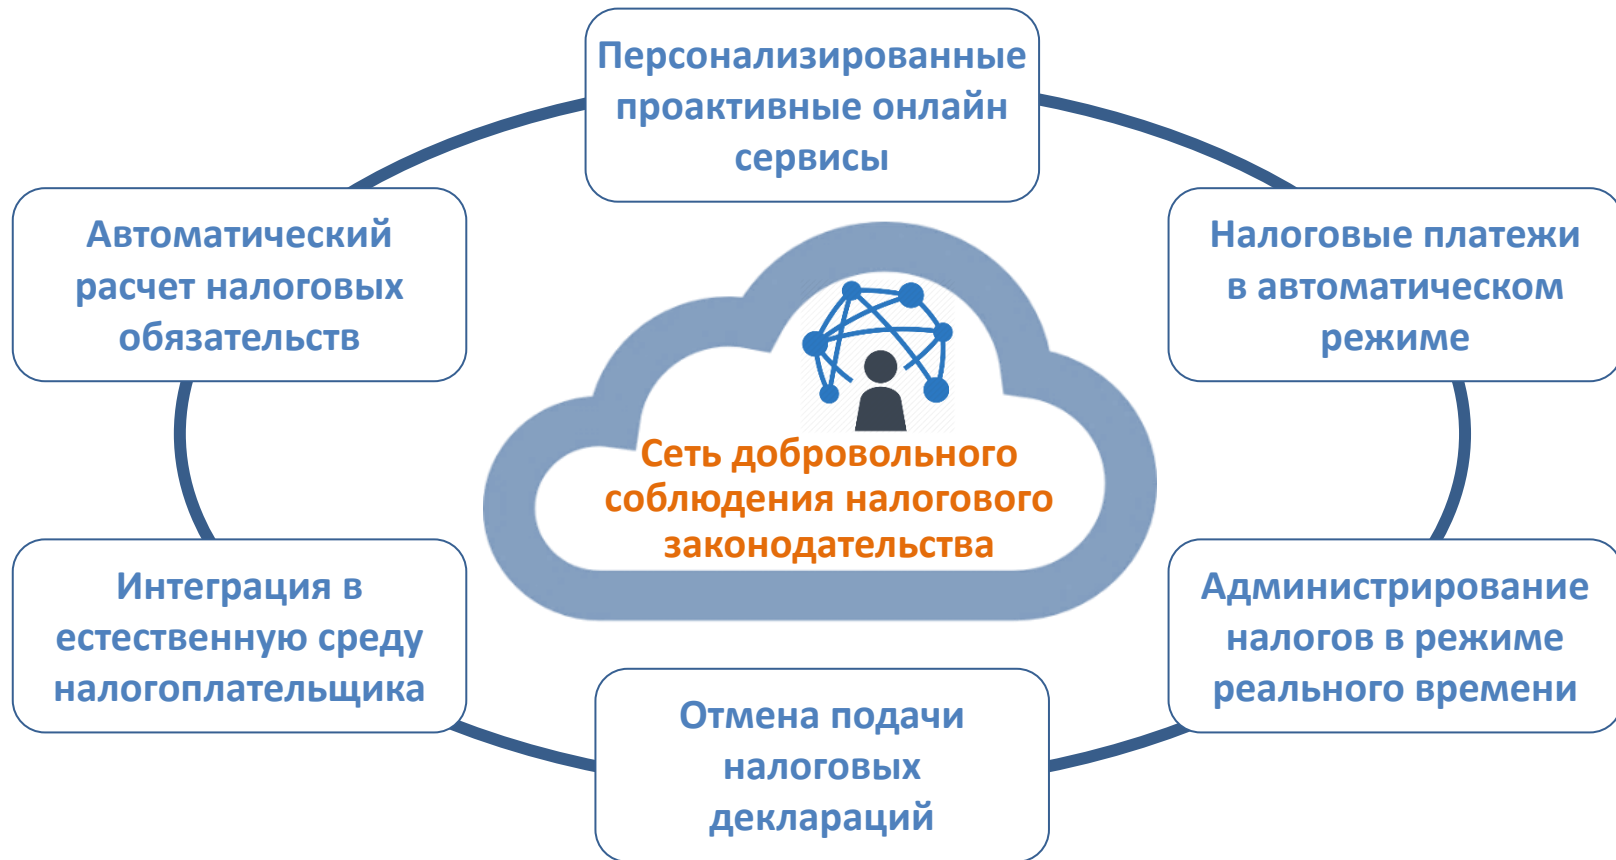 Персонализированные
проактивные онлайн
сервисы
Автоматический
расчет налоговых
обязательств
Налоговые платежи
в автоматическом
режиме
Сеть добровольного
соблюдения налогового
законодательства
Интеграция в
естественную среду
налогоплательщика
Администрирование
налогов в режиме
реального времени
Отмена подачи
налоговых
деклараций